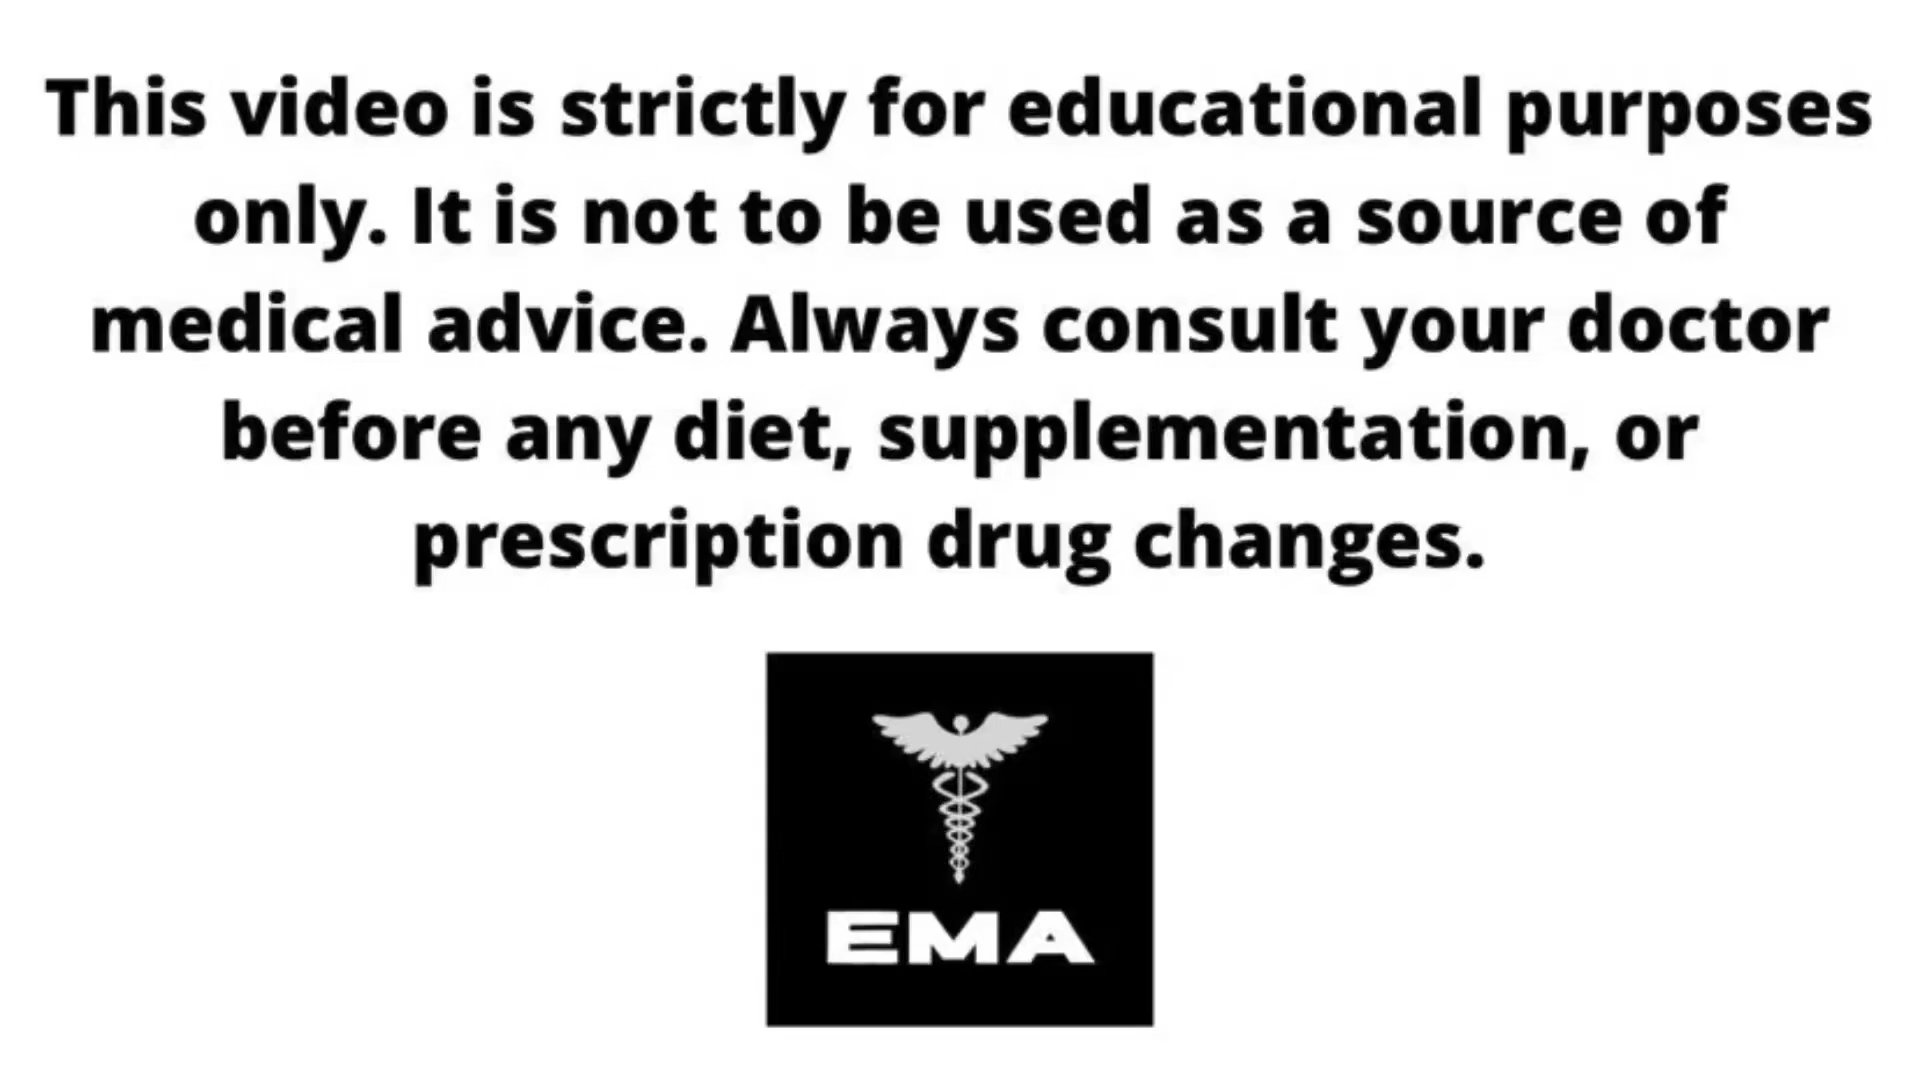 This video is strictly for educational purposes
only. It is not to be used as a source of
medical advice. Always consult your doctor
before any diet, supplementation, or
prescription drug changes.
EMA